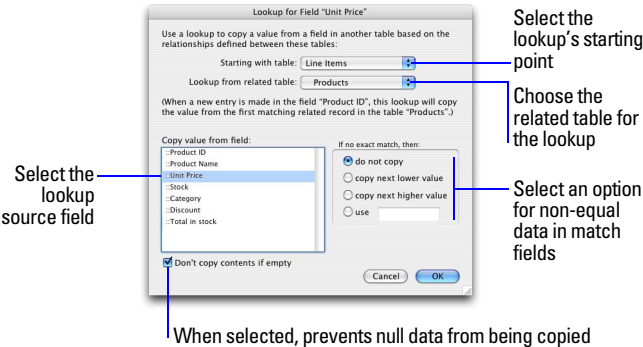 Lookup for Field “Unit Price”
Use a lookup to copy a value from a field in another table based on the
relationships defined between these tables:
Starting with table: Line Items
Lookup from related table: Products
(When a new entry is made in the field “Product ID”, this lookup will copy
the value from the first matching related record in the table “Products”.)
Copy value from field:
::Product ID
::Product Name
::Unit Price
::Stock
::Category
::Discount
::Total in stock
If no exact match, then:
do not copy
copy next lower value
copy next higher value
use
Don't copy contents if empty
Cancel
OK
Select the
lookup’s starting
point
Choose the
related table for
the lookup
Select an option
for non-equal
data in match
fields
Select the
lookup
source field
When selected, prevents null data from being copied